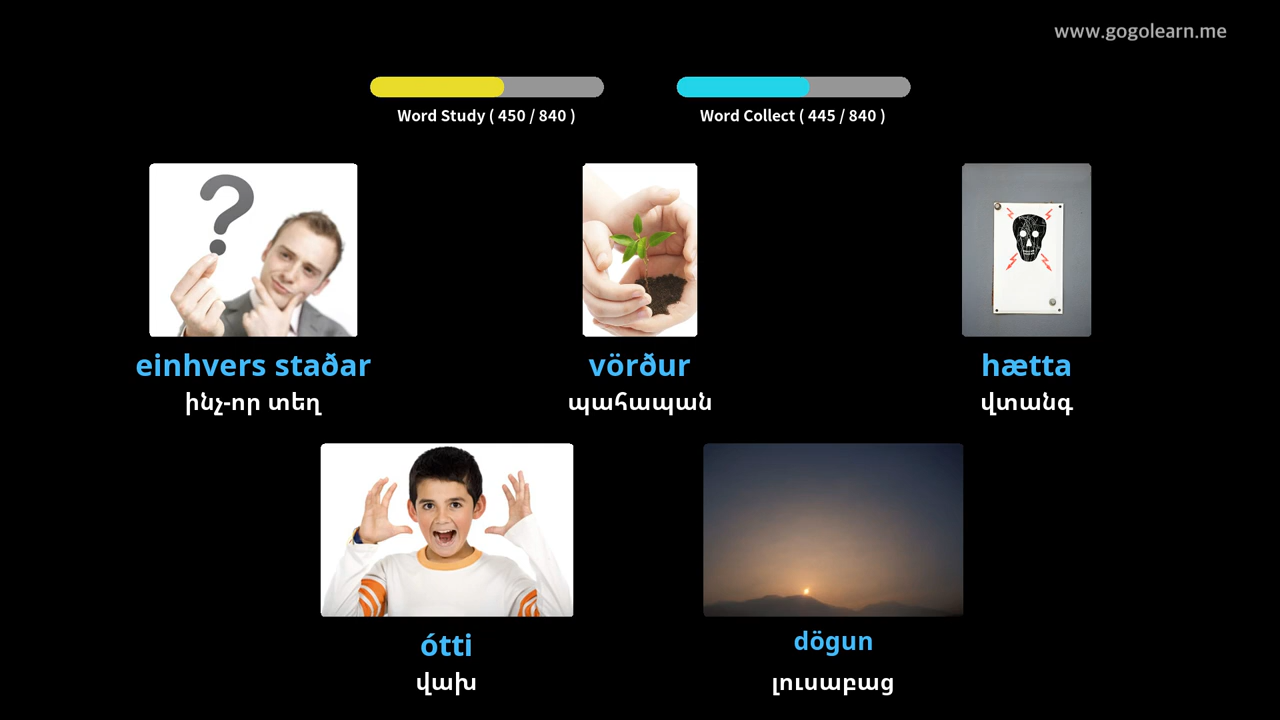 www.gogolearn.me
Word Study ( 450 / 840 )
Word Collect ( 445 / 840 )
einhvers staðar
ինչ-որ տեղ
vörður
պահապան
hætta
վտանգ
ótti
վախ
dögun
լուսաբաց